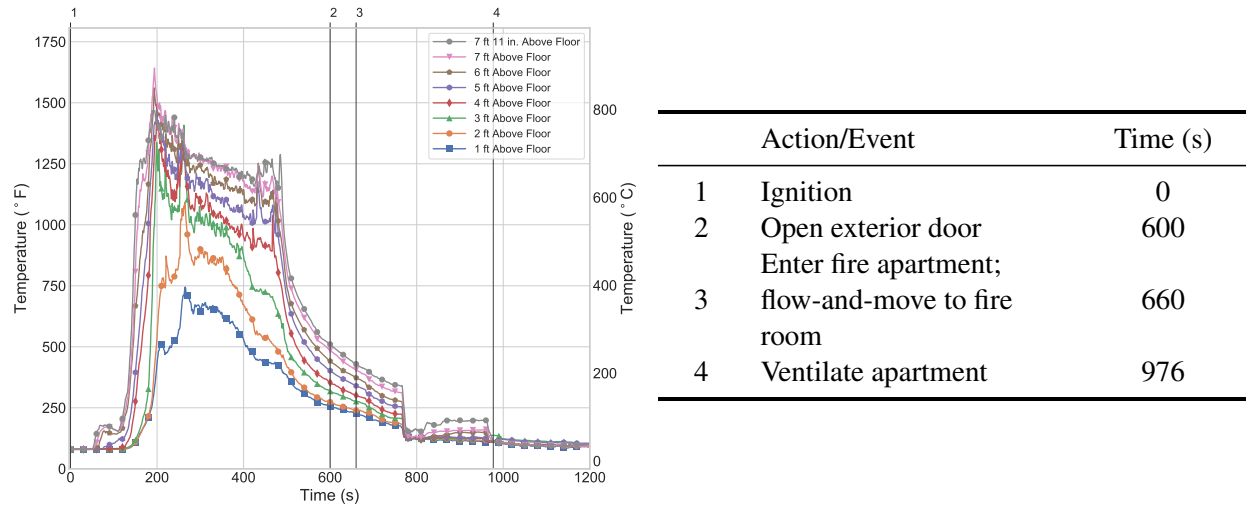 1 2 3 4
1750
1500
1250
1000
750
500
250
0
Temperature (°F)
800
600
400
200
0
Temperature (°C)
0 200 400 600 800 1000 1200
Time (s)
7 ft 11 in. Above Floor
7 ft Above Floor
6 ft Above Floor
5 ft Above Floor
4 ft Above Floor
3 ft Above Floor
2 ft Above Floor
1 ft Above Floor
Action/Event Time (s)
1 Ignition 0
2 Open exterior door 600
Enter fire apartment;
3 flow-and-move to fire 660
room
4 Ventilate apartment 976